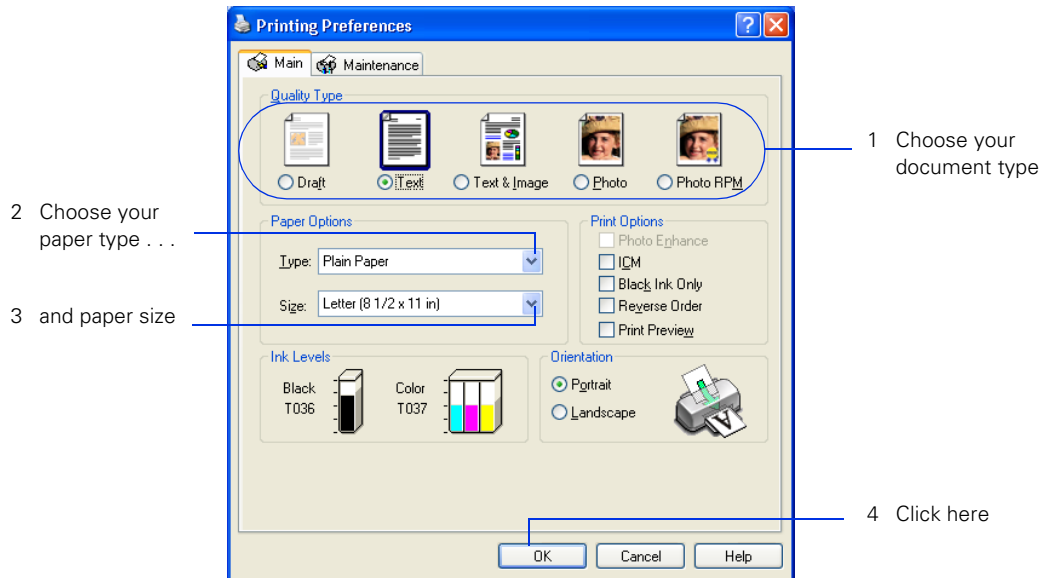 Printing Preferences
Main Maintenance
Quality Type
Draft Text Text & Image Photo Photo RPM
1 Choose your
document type
2 Choose your
paper type . . .
Paper Options
Type: Plain Paper
Size: Letter (8 1/2 x 11 in)
3 and paper size
Print Options
Photo Enhance
ICM
Black Ink Only
Reverse Order
Print Preview
Ink Levels
Black
T036
Color
T037
Orientation
Portrait
Landscape
A
4 Click here
OK Cancel Help